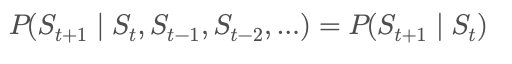 P(S_{t+1} | S_t, S_{t−1}, S_{t−2}, ...) = P(S_{t+1} | S_t)